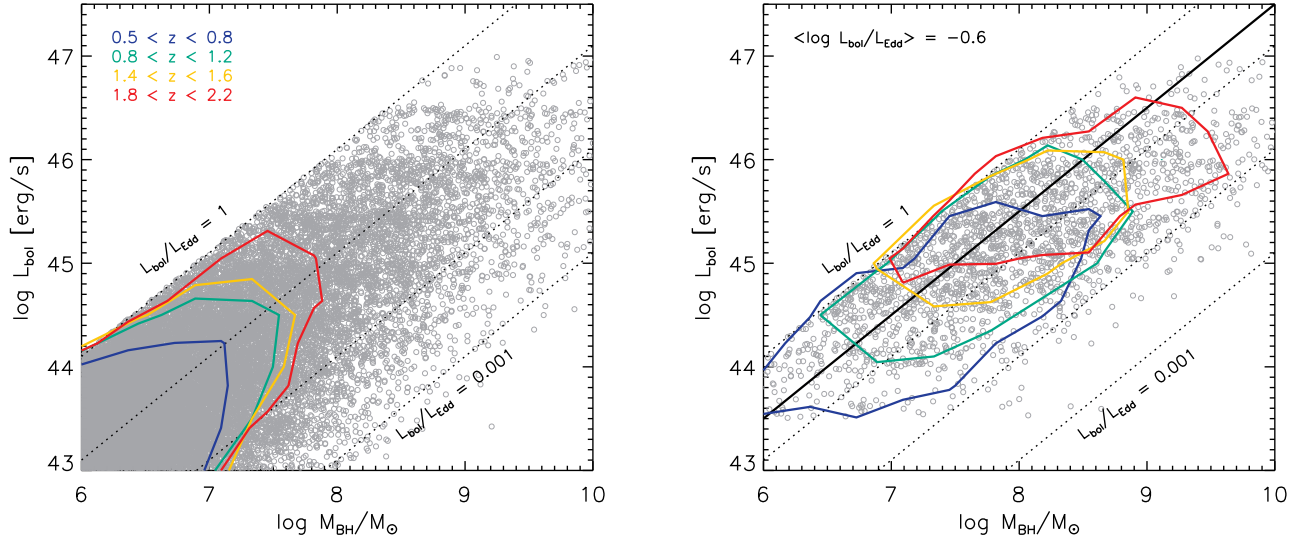 0.5 < z < 0.8
0.8 < z < 1.2
1.4 < z < 1.6
1.8 < z < 2.2
47
46
45
44
43
log L_bol [erg/s]
L_bol/L_Edd = 1
L_bol/L_Edd = 0.001
6 7 8 9 10
log M_BH/M_⊙
<log L_bol/L_Edd> = −0.6
47
46
45
44
43
log L_bol [erg/s]
L_bol/L_Edd = 1
L_bol/L_Edd = 0.001
6 7 8 9 10
log M_BH/M_⊙